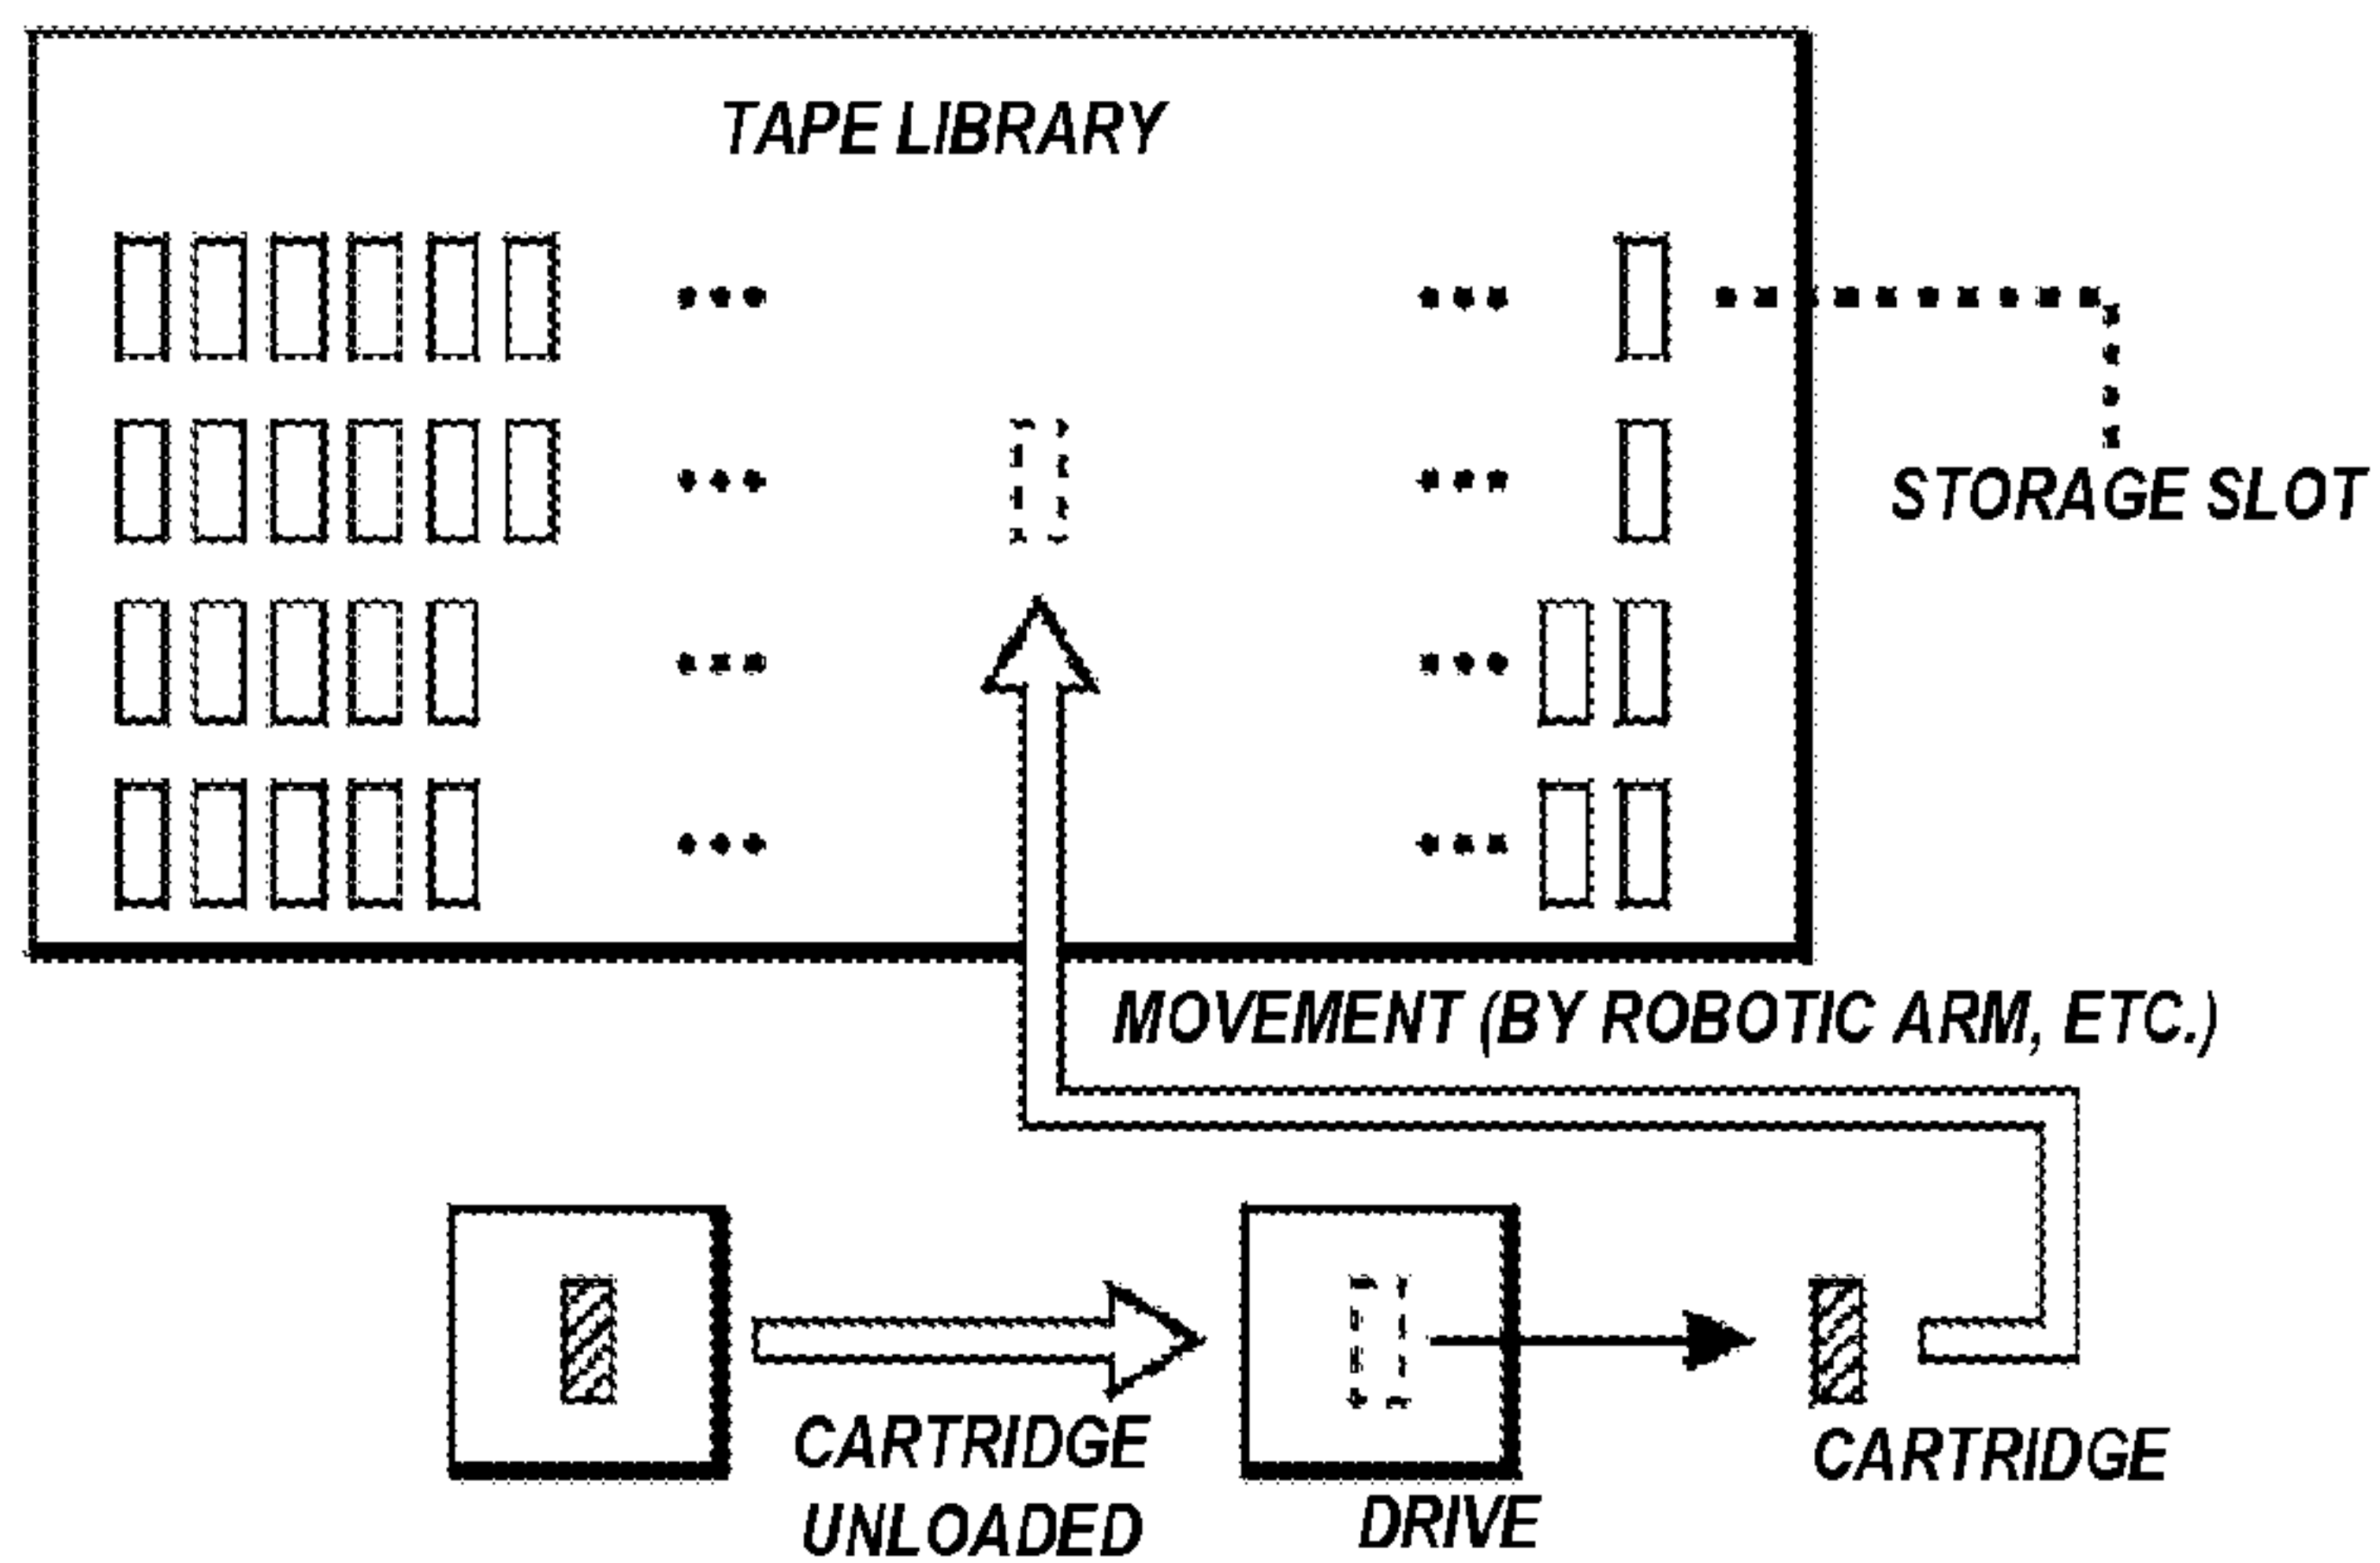 TAPE LIBRARY
STORAGE SLOT
MOVEMENT (BY ROBOTIC ARM, ETC.)
CARTRIDGE
UNLOADED
DRIVE
CARTRIDGE